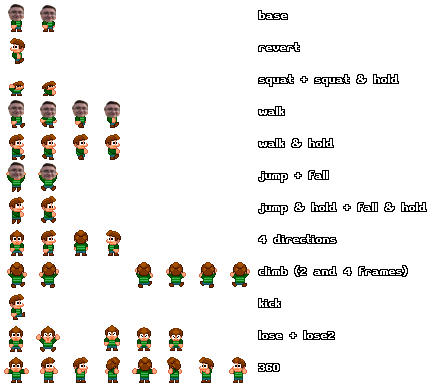 base
revert
squat + squat & hold
walk
walk & hold
jump + fall
jump & hold + fall & hold
4 directions
climb (2 and 4 frames)
kick
lose + lose2
360